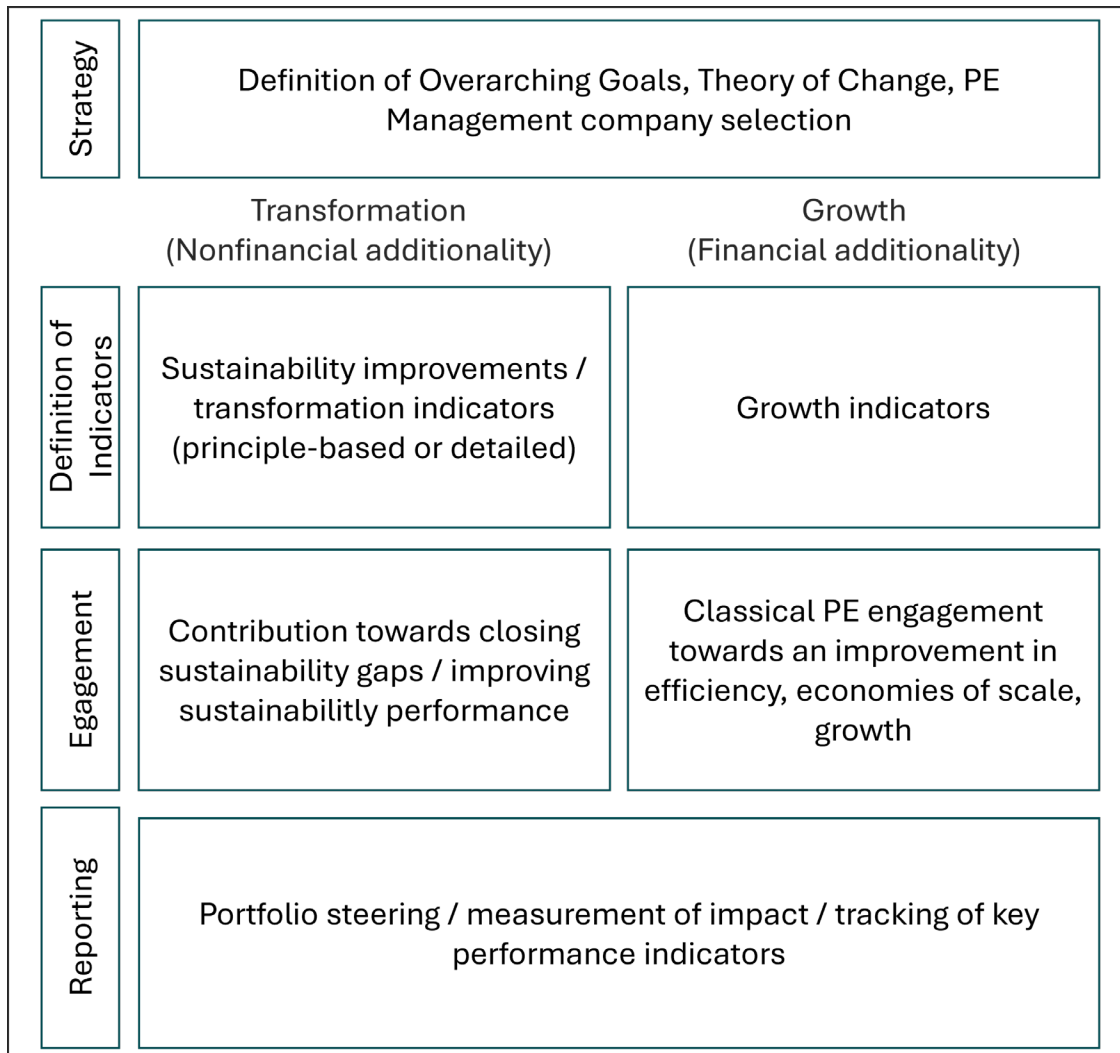 Strategy
Definition of Overarching Goals, Theory of Change, PE
Management company selection
Transformation
(Nonfinancial additionality)
Growth
(Financial additionality)
Definition of
Indicators
Sustainability improvements /
transformation indicators
(principle-based or detailed)
Growth indicators
Egagement
Contribution towards closing
sustainability gaps / improving
sustainabilitly performance
Classical PE engagement
towards an improvement in
efficiency, economies of scale,
growth
Reporting
Portfolio steering / measurement of impact / tracking of key
performance indicators